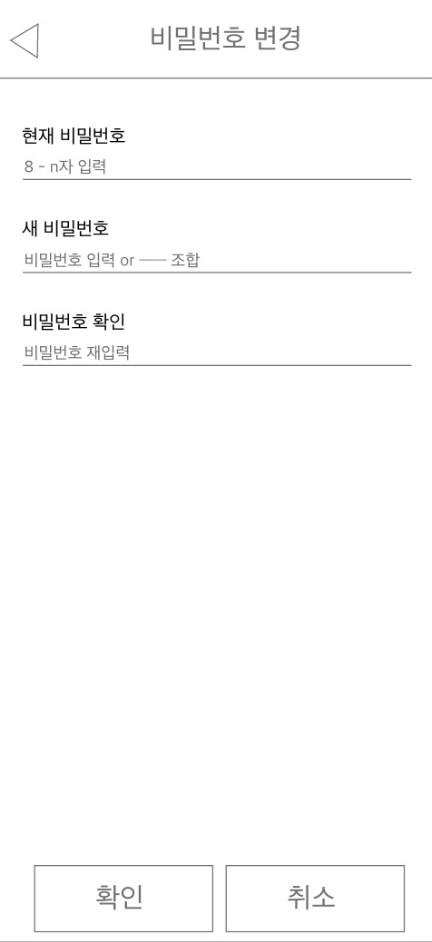 비밀번호 변경
현재 비밀번호
8 - n자 입력
새 비밀번호
비밀번호 입력 or ── 조합
비밀번호 확인
비밀번호 재입력
확인 취소